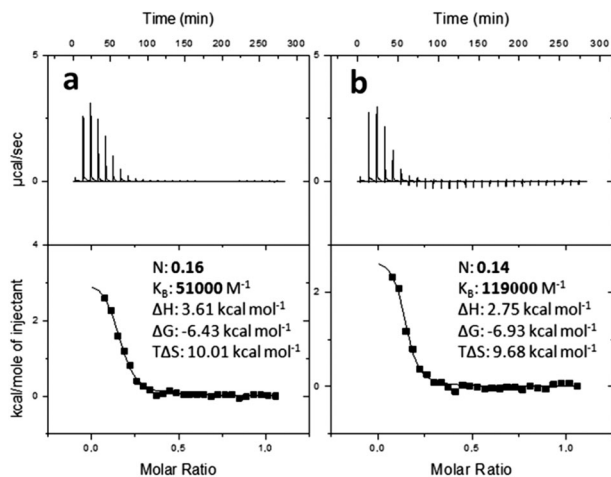 Time (min)
0 50 100 150 200 250 300
5
a
µcal/sec
0
4
N: 0.16
K_B: 51000 M⁻¹
ΔH: 3.61 kcal mol⁻¹
ΔG: -6.43 kcal mol⁻¹
TΔS: 10.01 kcal mol⁻¹
kcal/mole of injectant
2
0
0.0 0.5 1.0
Molar Ratio
Time (min)
0 50 100 150 200 250 300
5
b
0
N: 0.14
K_B: 119000 M⁻¹
ΔH: 2.75 kcal mol⁻¹
ΔG: -6.93 kcal mol⁻¹
TΔS: 9.68 kcal mol⁻¹
2
0
0.0 0.5 1.0
Molar Ratio